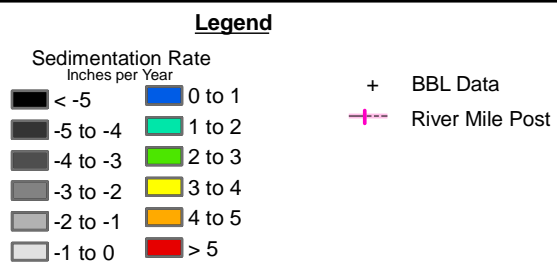 Legend
Sedimentation Rate
Inches per Year
< -5
-5 to -4
-4 to -3
-3 to -2
-2 to -1
-1 to 0
0 to 1
1 to 2
2 to 3
3 to 4
4 to 5
> 5
+ BBL Data
River Mile Post